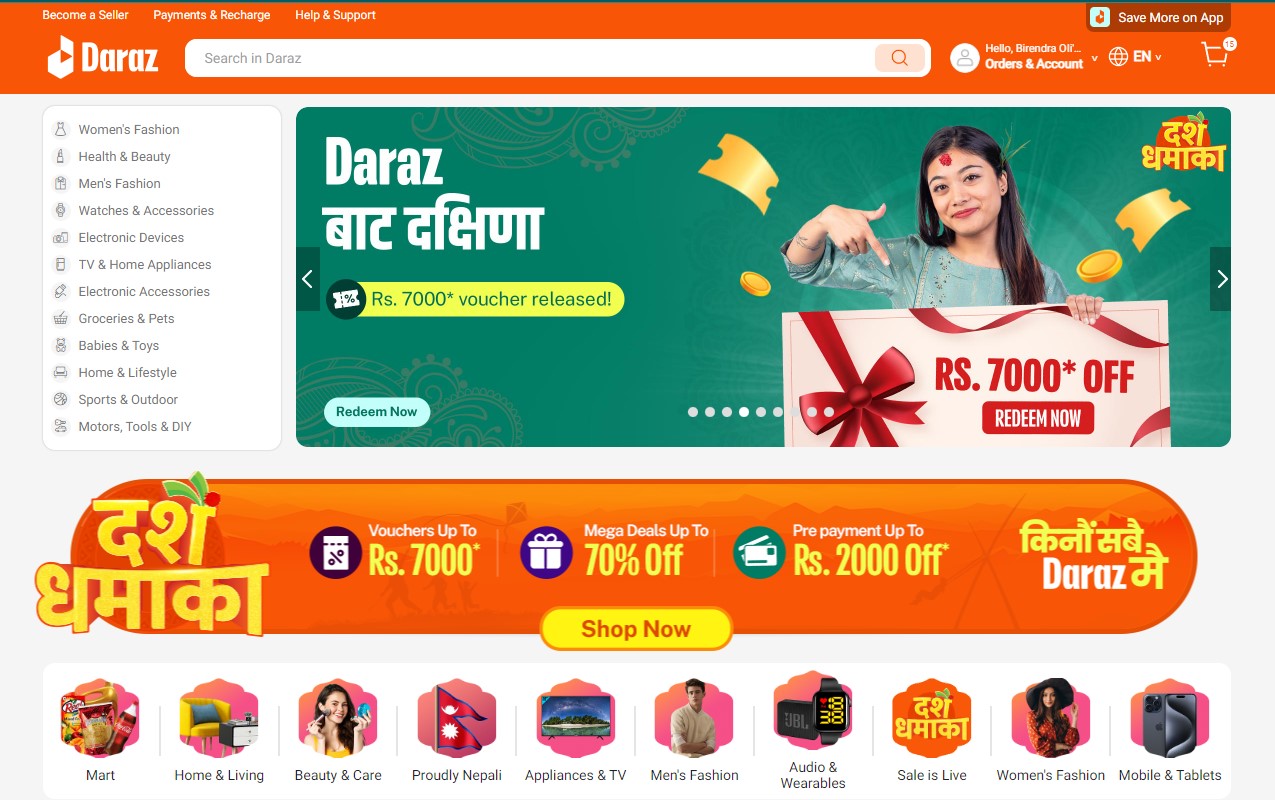 Become a Seller
Payments & Recharge
Help & Support
Save More on App
Daraz
Search in Daraz
Hello, Birendra Oli'...
Orders & Account
EN
15
Women's Fashion
Health & Beauty
Men's Fashion
Watches & Accessories
Electronic Devices
TV & Home Appliances
Electronic Accessories
Groceries & Pets
Babies & Toys
Home & Lifestyle
Sports & Outdoor
Motors, Tools & DIY
Daraz
बाट दक्षिणा
Rs. 7000* voucher released!
Redeem Now
दशैं
धमाका
RS. 7000* OFF
REDEEM NOW
दशैं
धमाका
Vouchers Up To
Rs. 7000*
Mega Deals Up To
70% Off
Pre payment Up To
Rs. 2000 Off*
किनौं सबै
Daraz मै
Shop Now
JBL
दशैं
धमाका
Mart
Home & Living
Beauty & Care
Proudly Nepali
Appliances & TV
Men's Fashion
Audio &
Wearables
Sale is Live
Women's Fashion
Mobile & Tablets